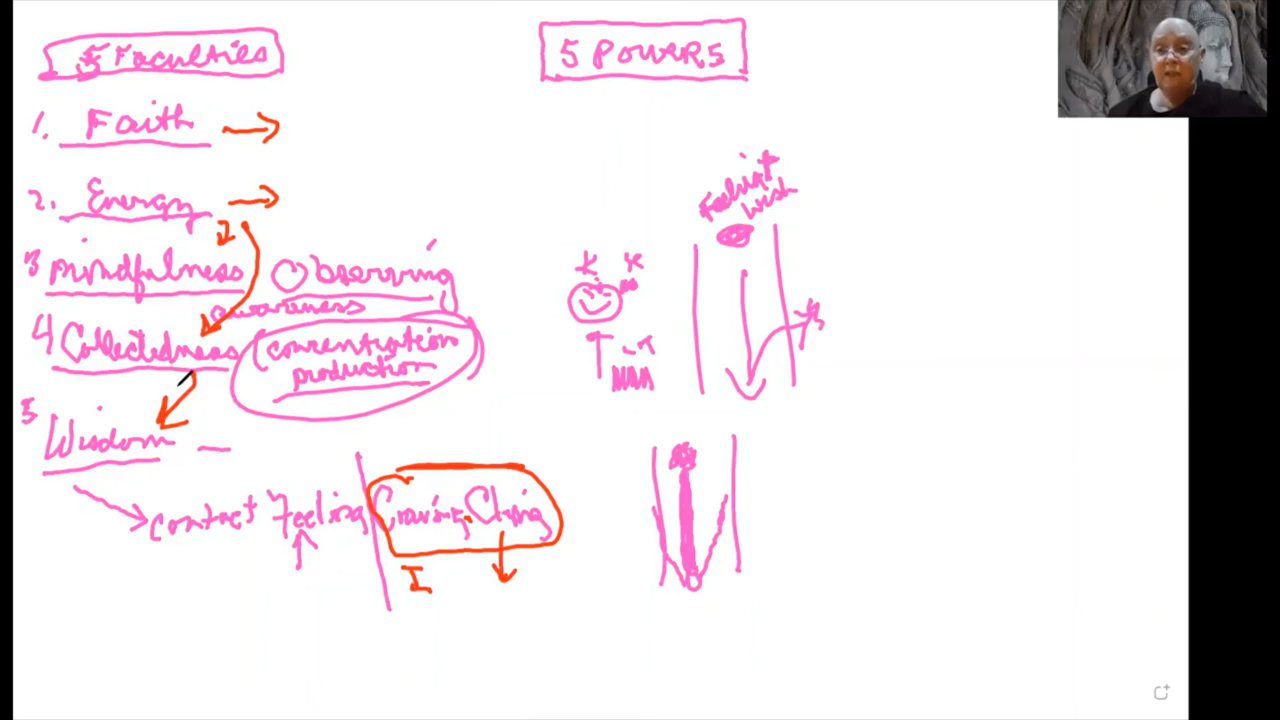 5 Faculties
5 POWERS
1. Faith
2. Energy
3 Mindfulness Observing
awareness
4 Collectedness (concentration
production)
5 Wisdom
contact Feeling Craving Clinging
I
Feeling +
Wish